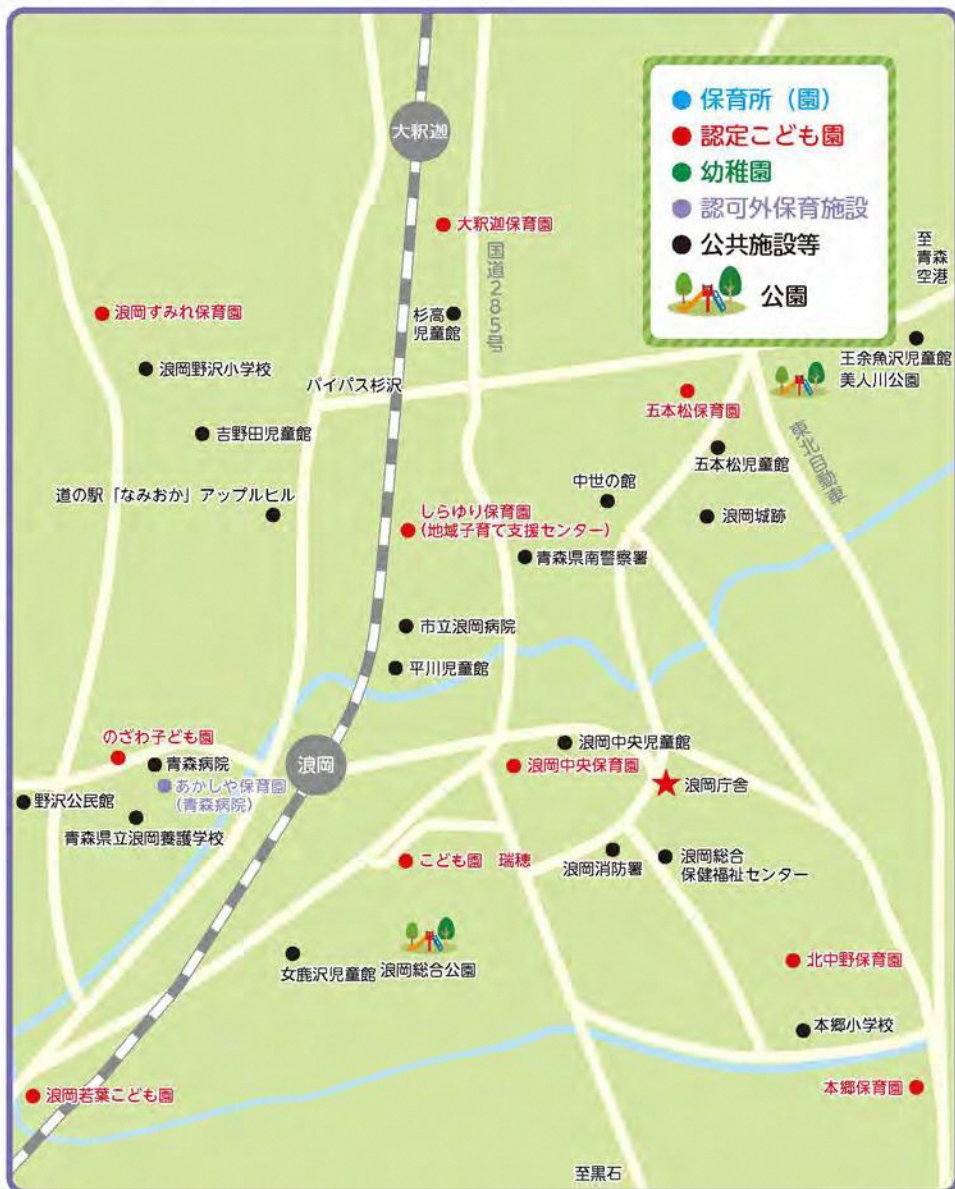 保育所（園）
認定こども園
幼稚園
認可外保育施設
公共施設等
公園
大釈迦
大釈迦保育園
国道２８５号
至
青森
空港
浪岡すみれ保育園
杉高
児童館
王余魚沢児童館
美人川公園
浪岡野沢小学校
バイパス杉沢
五本松保育園
東北自動車
吉野田児童館
五本松児童館
中世の館
道の駅「なみおか」アップルヒル
しらゆり保育園
(地域子育て支援センター)
浪岡城跡
青森県南警察署
市立浪岡病院
平川児童館
のざわ子ども園
青森病院
あかしや保育園
(青森病院)
浪岡
浪岡中央児童館
浪岡中央保育園
浪岡庁舎
野沢公民館
青森県立浪岡養護学校
こども園　瑞穂
浪岡消防署
浪岡総合
保健福祉センター
女鹿沢児童館
浪岡総合公園
北中野保育園
本郷小学校
浪岡若葉こども園
本郷保育園
至黒石